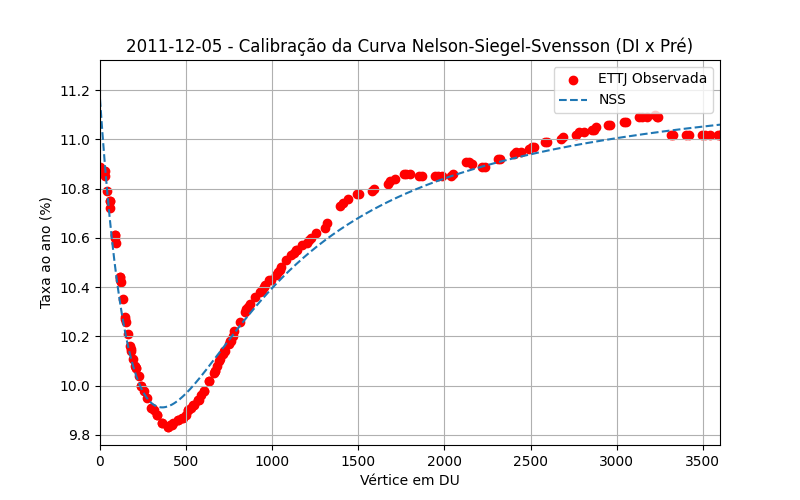 2011-12-05 - Calibração da Curva Nelson-Siegel-Svensson (DI x Pré)
ETTJ Observada
NSS
Taxa ao ano (%)
11.2
11.0
10.8
10.6
10.4
10.2
10.0
9.8
0 500 1000 1500 2000 2500 3000 3500
Vértice em DU